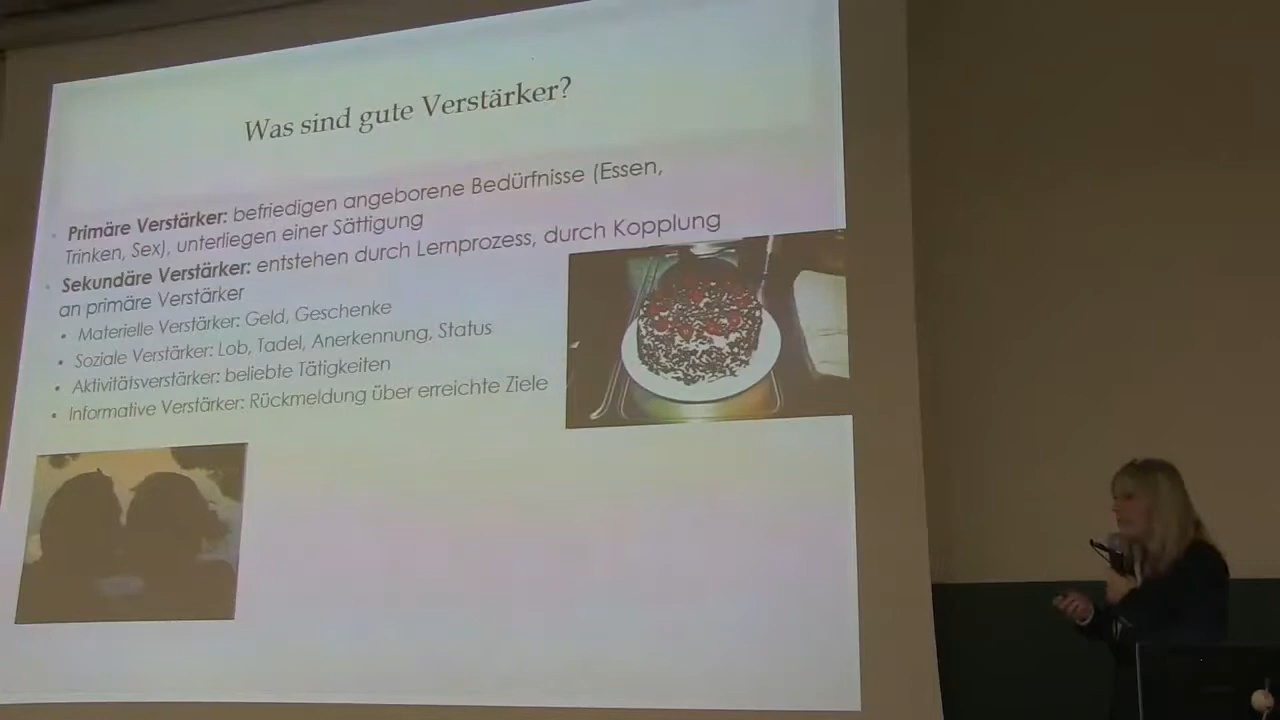 Was sind gute Verstärker?
Primäre Verstärker: befriedigen angeborene Bedürfnisse (Essen,
Trinken, Sex), unterliegen einer Sättigung
Sekundäre Verstärker: entstehen durch Lernprozess, durch Kopplung
an primäre Verstärker
• Materielle Verstärker: Geld, Geschenke
• Soziale Verstärker: Lob, Tadel, Anerkennung, Status
• Aktivitätsverstärker: beliebte Tätigkeiten
• Informative Verstärker: Rückmeldung über erreichte Ziele